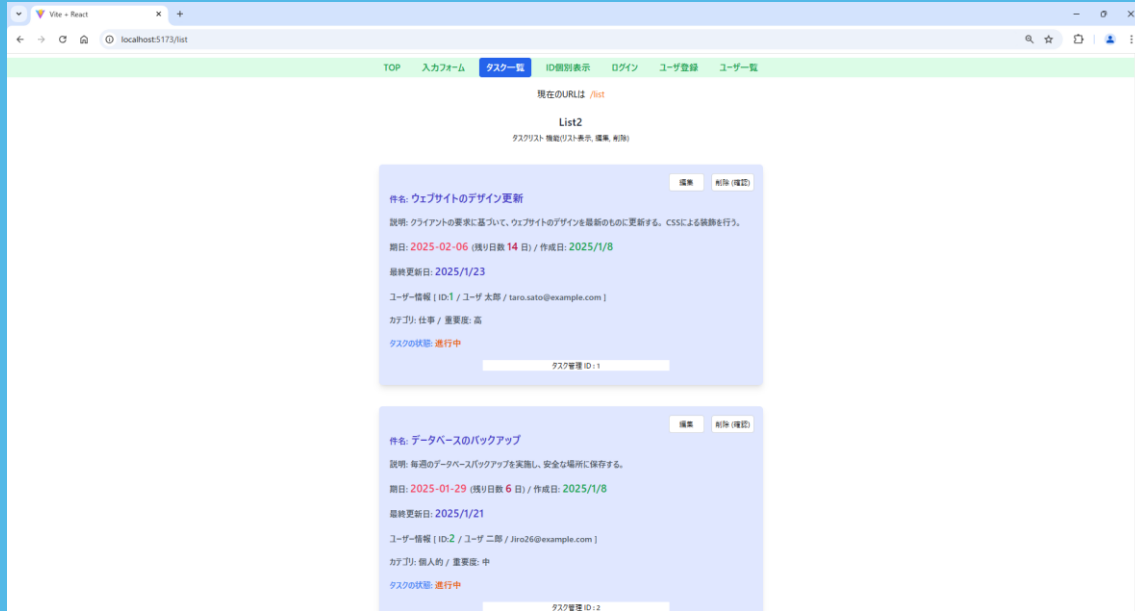 Vite + React
localhost:5173/list
TOP 入力フォーム タスク一覧 ID個別表示 ログイン ユーザ登録 ユーザ一覧
現在のURLは /list
List2
タスクリスト 機能(リスト表示, 編集, 削除)
編集 削除 (確認)
件名: ウェブサイトのデザイン更新
説明: クライアントの要求に基づいて、ウェブサイトのデザインを最新のものに更新する。CSSによる装飾を行う。
期日: 2025-02-06 (残り日数 14 日) / 作成日: 2025/1/8
最終更新日: 2025/1/23
ユーザー情報 [ ID:1 / ユーザ 太郎 / taro.sato@example.com ]
カテゴリ: 仕事 / 重要度: 高
タスクの状態: 進行中
タスク管理 ID : 1
編集 削除 (確認)
件名: データベースのバックアップ
説明: 毎週のデータベースバックアップを実施し、安全な場所に保存する。
期日: 2025-01-29 (残り日数 6 日) / 作成日: 2025/1/8
最終更新日: 2025/1/21
ユーザー情報 [ ID:2 / ユーザ 二郎 / Jiro26@example.com ]
カテゴリ: 個人的 / 重要度: 中
タスクの状態: 進行中
タスク管理 ID : 2